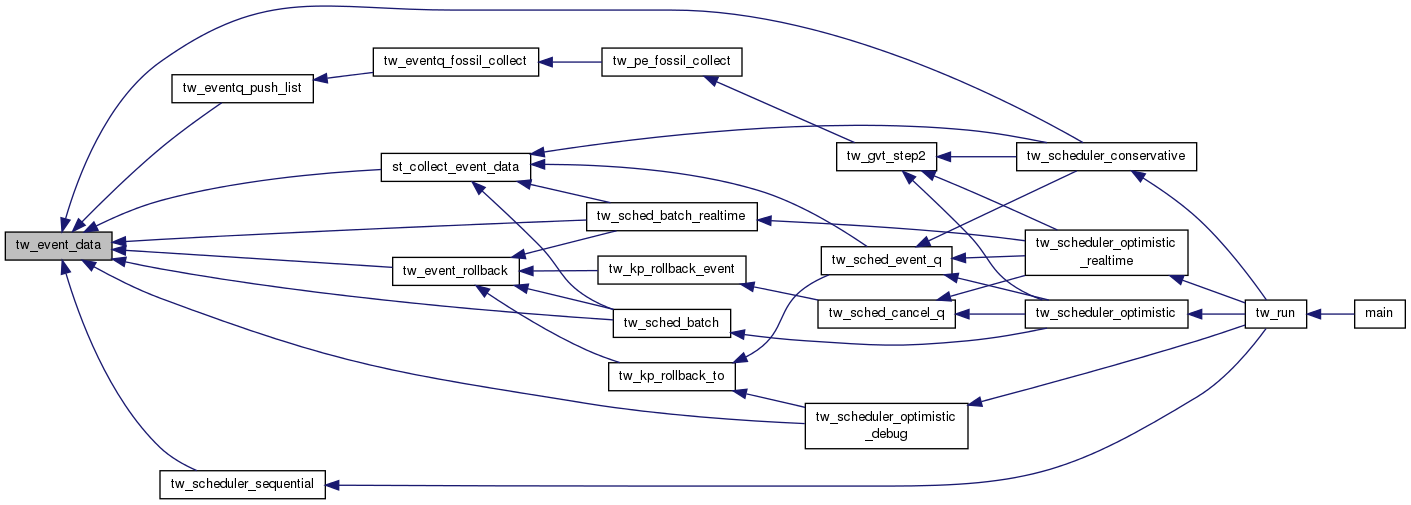 tw_eventq_fossil_collect
tw_pe_fossil_collect
tw_eventq_push_list
st_collect_event_data
tw_gvt_step2
tw_scheduler_conservative
tw_sched_batch_realtime
tw_event_data
tw_scheduler_optimistic
_realtime
tw_sched_event_q
tw_event_rollback
tw_kp_rollback_event
tw_sched_cancel_q
tw_scheduler_optimistic
tw_run
main
tw_sched_batch
tw_kp_rollback_to
tw_scheduler_optimistic
_debug
tw_scheduler_sequential